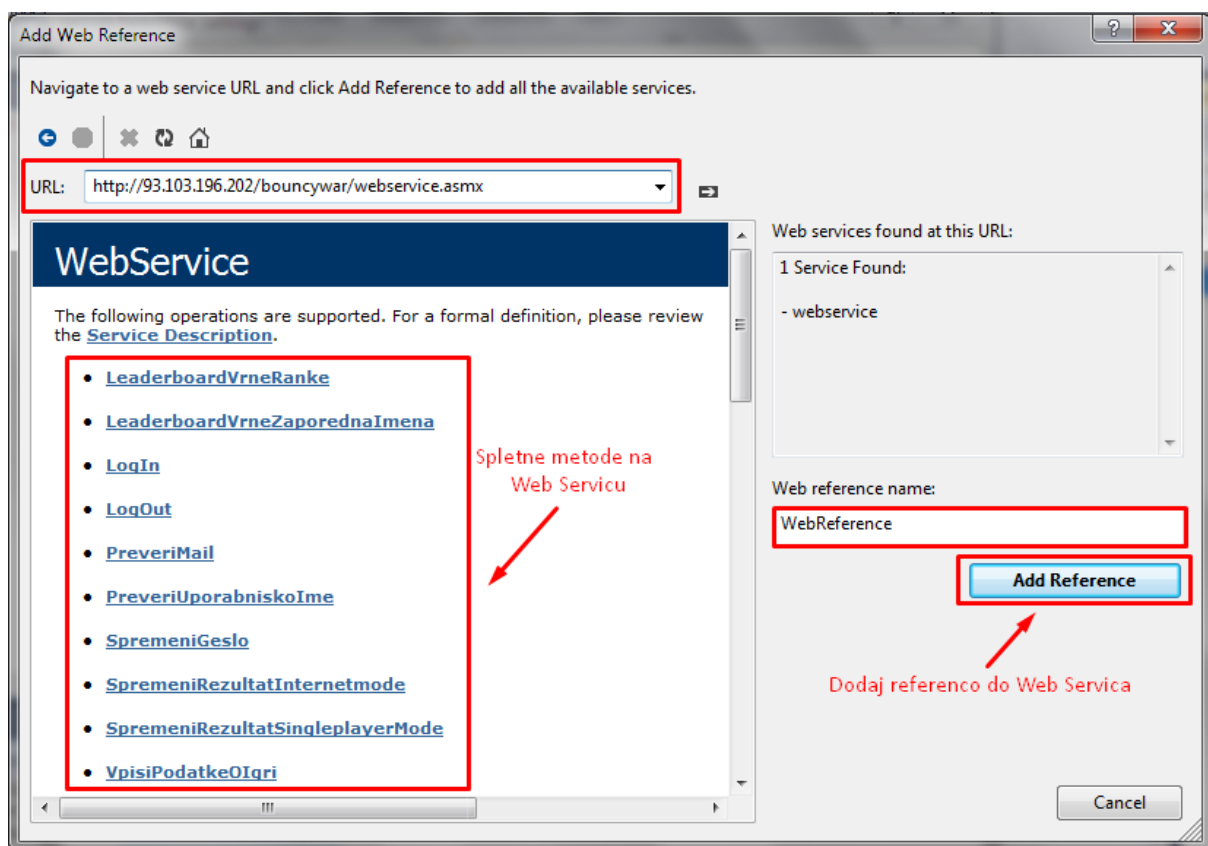 Add Web Reference
Navigate to a web service URL and click Add Reference to add all the available services.
URL: http://93.103.196.202/bouncywar/webservice.asmx
WebService
The following operations are supported. For a formal definition, please review
the Service Description.
LeaderboardVrneRanke
LeaderboardVrneZaporednaImena
LogIn
LogOut
PreveriMail
PreveriUporabniskoIme
SpremeniGeslo
SpremeniRezultatInternetmode
SpremeniRezultatSingleplayerMode
VpisiPodatkeOIgri
Spletne metode na
Web Servicu
Web services found at this URL:
1 Service Found:
- webservice
Web reference name:
WebReference
Add Reference
Dodaj referenco do Web Servica
Cancel